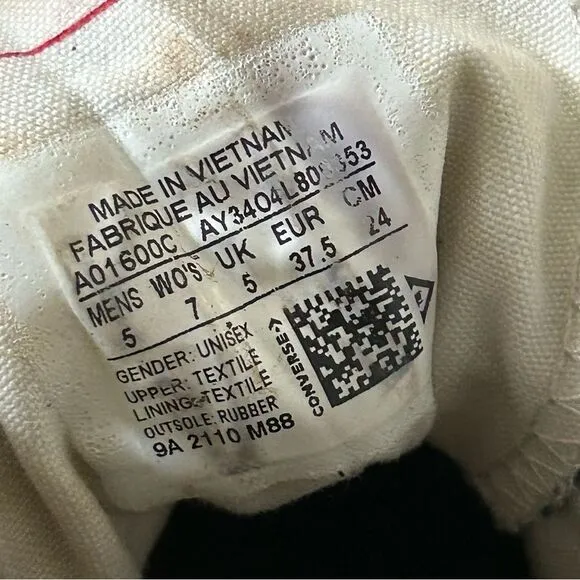 MADE IN VIETNAM
FABRIQUE AU VIETNAM
A01600C
MENS WO'S UK EUR CM
5 7 5 37.5 24
GENDER: UNISEX
UPPER: TEXTILE
LINING: TEXTILE
OUTSOLE: RUBBER
9A 2110 M88
CONVERSE